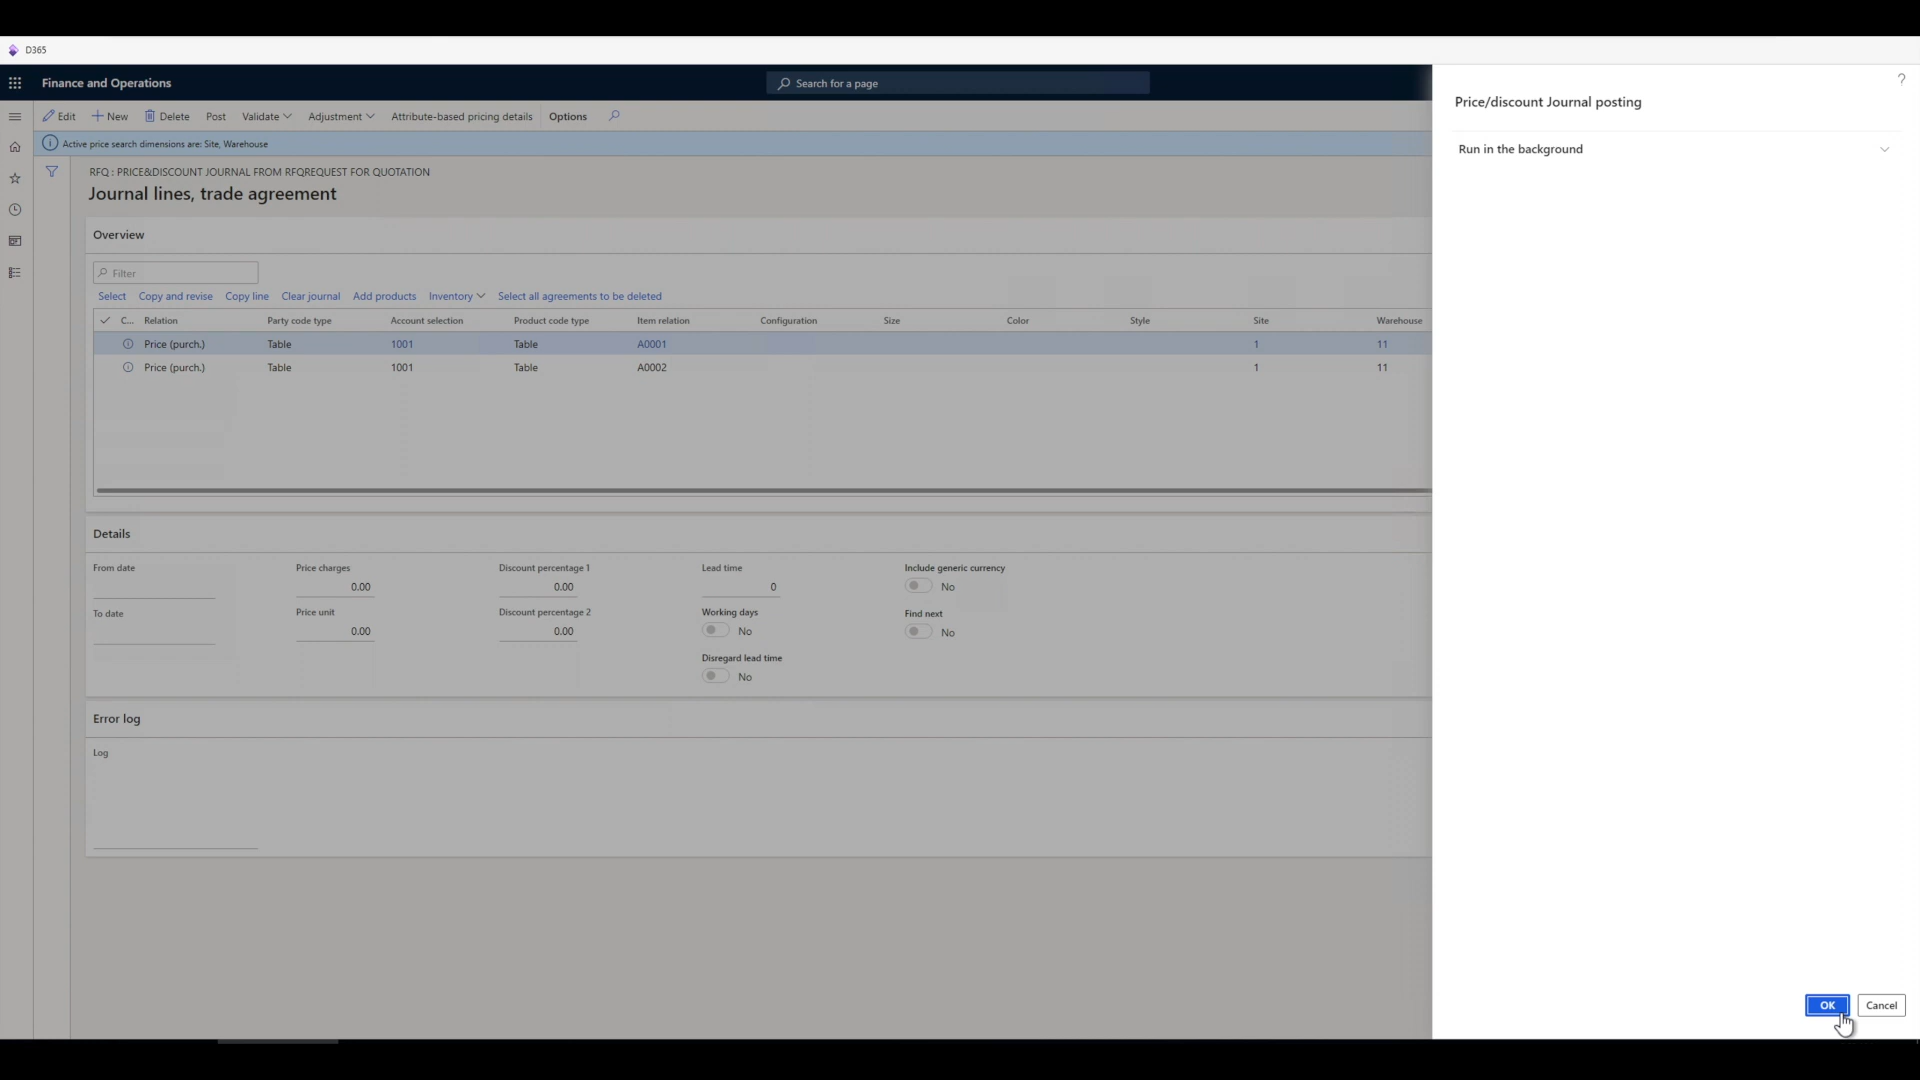 D365
Finance and Operations
Search for a page
?
Edit New Delete Post Validate Adjustment Attribute-based pricing details Options
Price/discount Journal posting
Active price search dimensions are: Site, Warehouse
Run in the background
RFQ : PRICE&DISCOUNT JOURNAL FROM RFQREQUEST FOR QUOTATION
Journal lines, trade agreement
Overview
Filter
Select Copy and revise Copy line Clear journal Add products Inventory Select all agreements to be deleted
C... Relation Party code type Account selection Product code type Item relation Configuration Size Color Style Site Warehouse
Price (purch.) Table 1001 Table A0001 1 11
Price (purch.) Table 1001 Table A0002 1 11
Details
From date Price charges Discount percentage 1 Lead time Include generic currency
0.00 0.00 0 No
To date Price unit Discount percentage 2 Working days Find next
0.00 0.00 No No
Disregard lead time
No
Error log
Log
OK Cancel